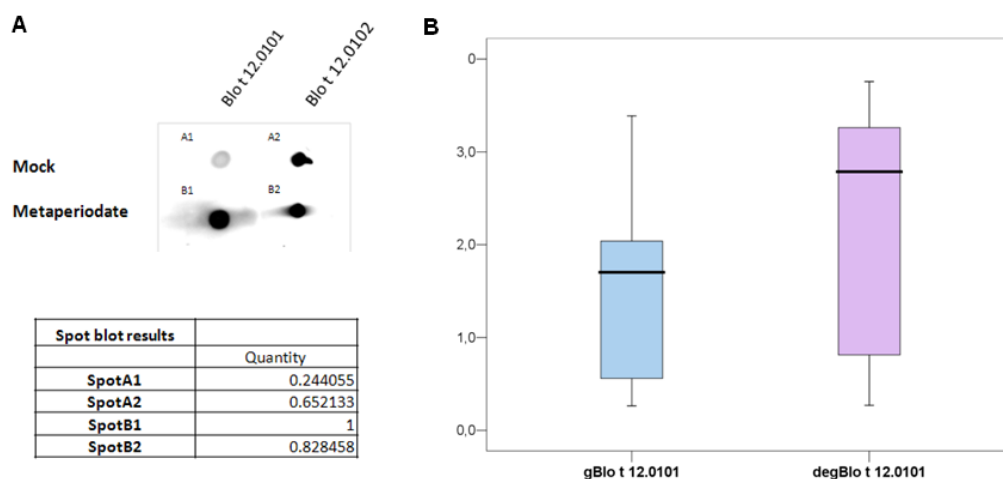 A
Blo t 12.0101
Blo t 12.0102
A1
A2
Mock
B1
B2
Metaperiodate
Spot blot results
Quantity
SpotA1 0.244055
SpotA2 0.652133
SpotB1 1
SpotB2 0.828458
B
0
3,0
2,0
1,0
0,0
gBlo t 12.0101 degBlo t 12.0101